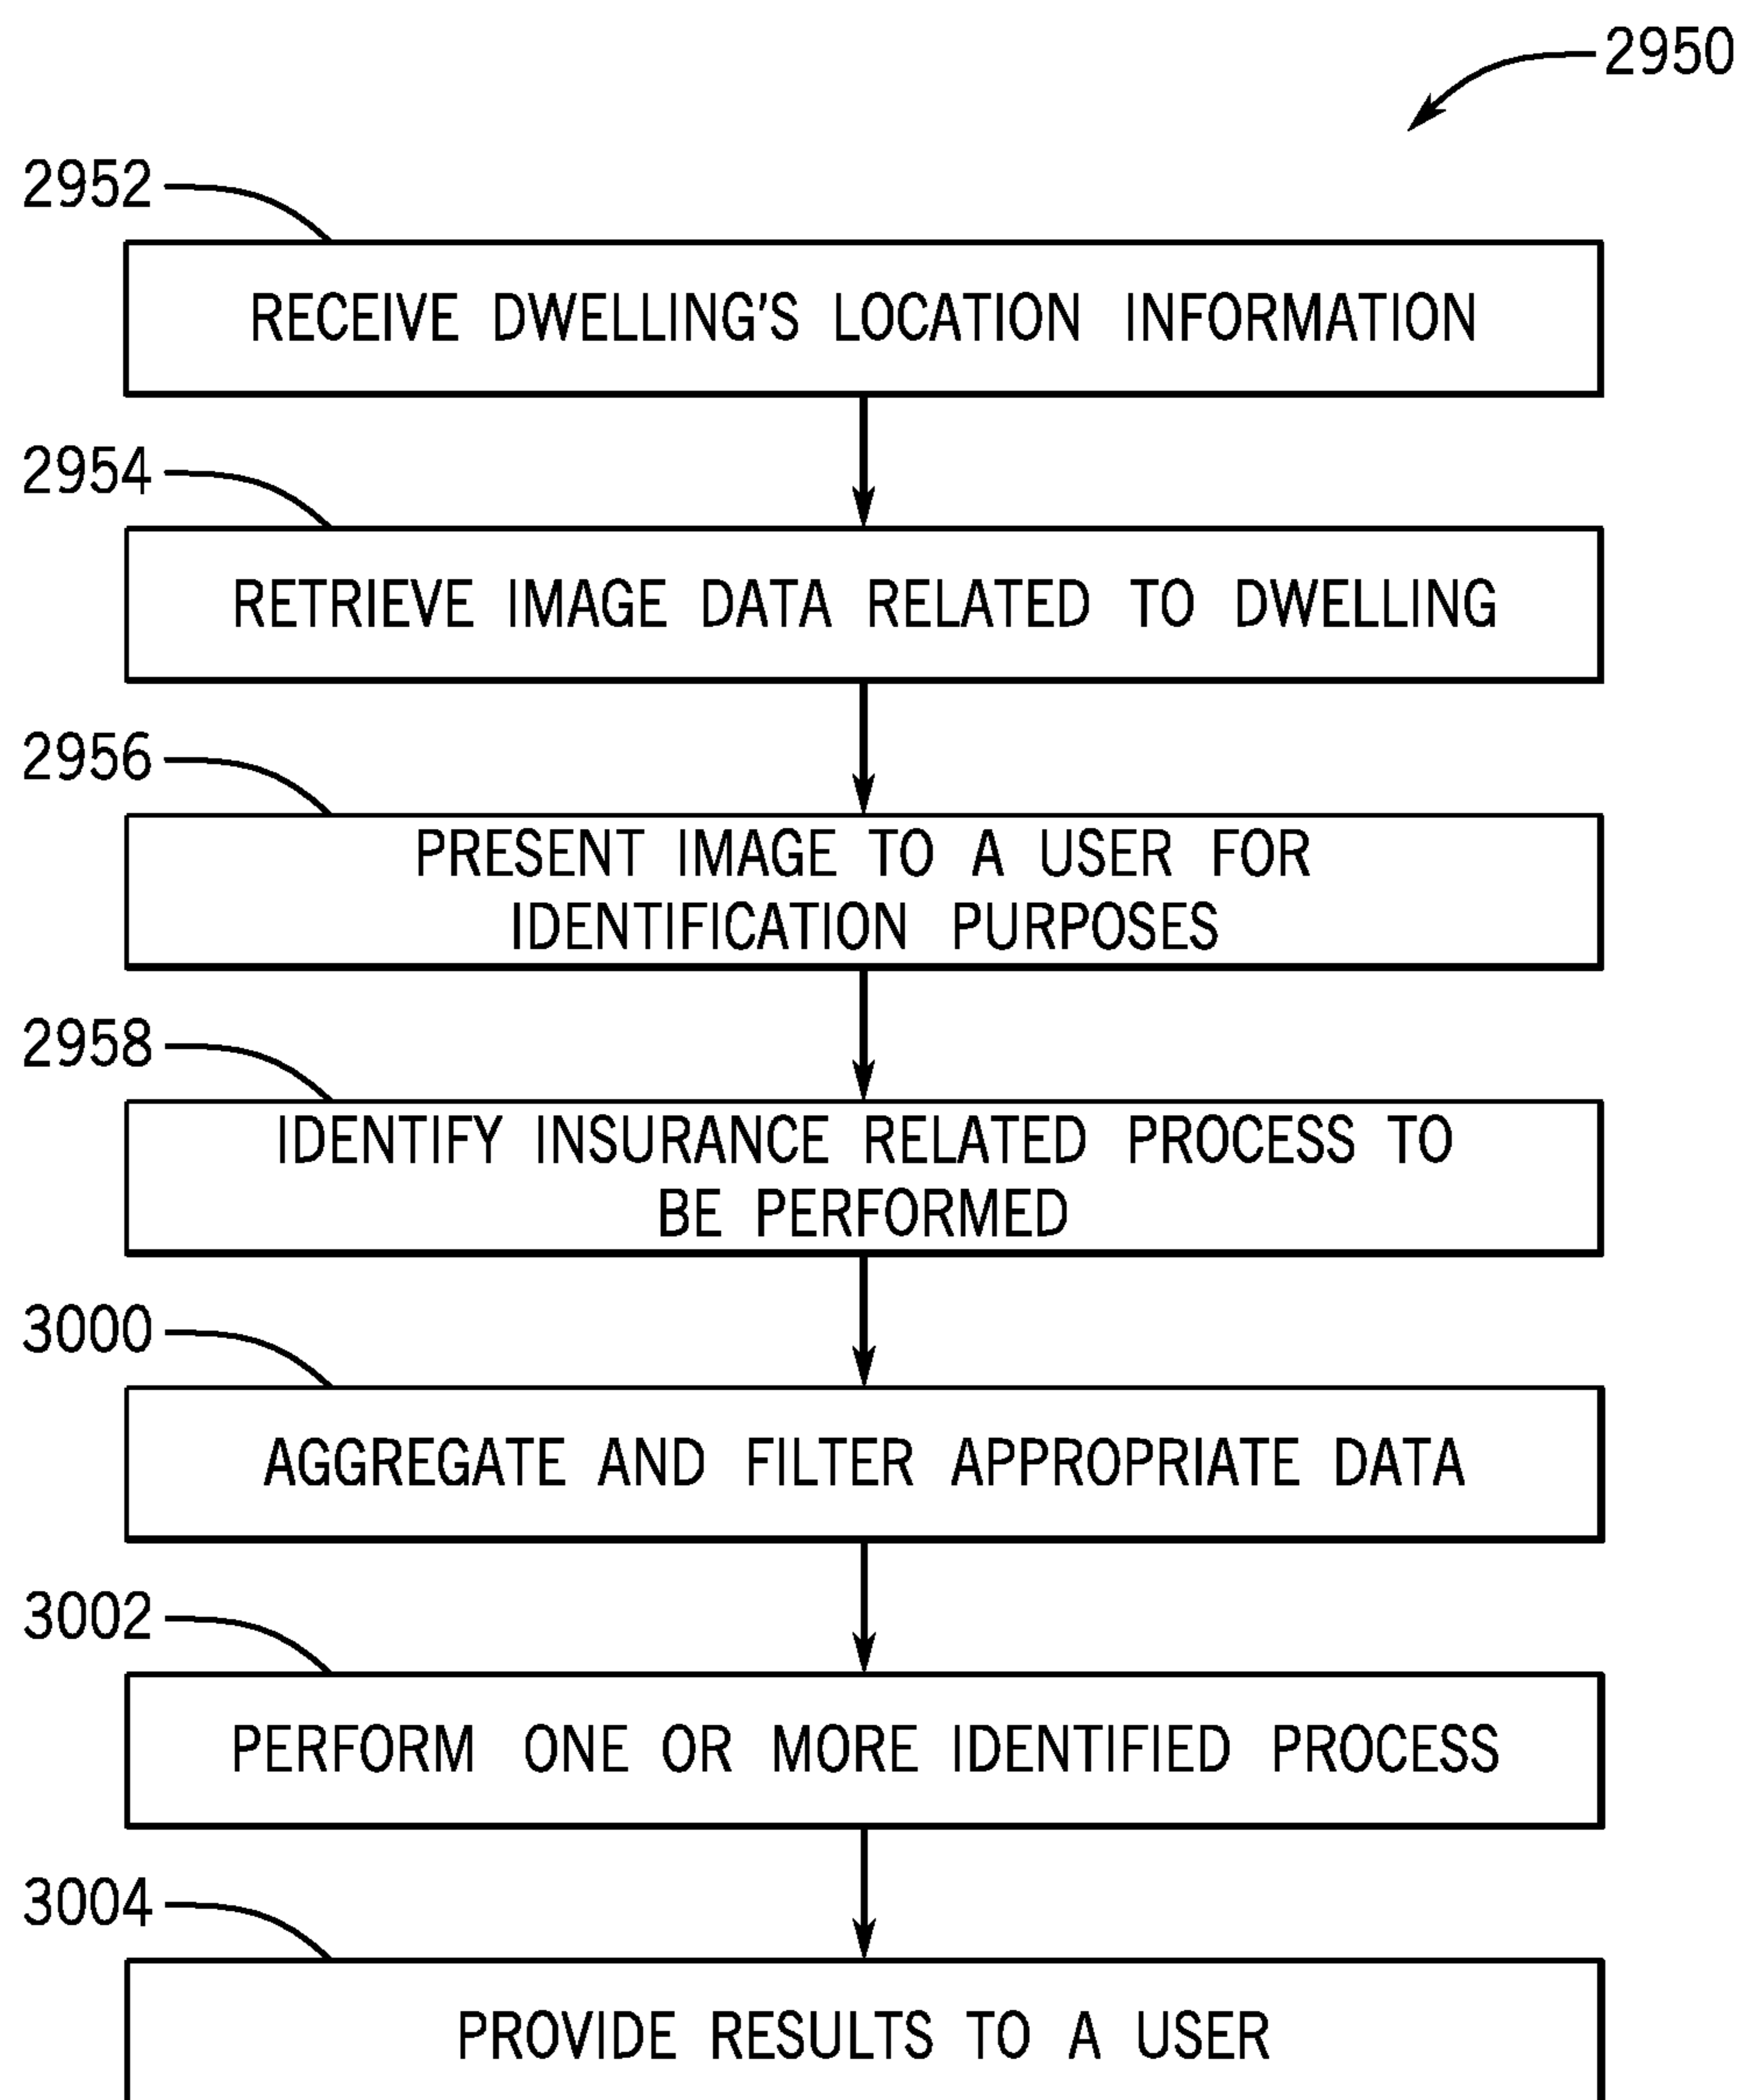 2950
2952
RECEIVE DWELLING'S LOCATION INFORMATION
2954
RETRIEVE IMAGE DATA RELATED TO DWELLING
2956
PRESENT IMAGE TO A USER FOR
IDENTIFICATION PURPOSES
2958
IDENTIFY INSURANCE RELATED PROCESS TO
BE PERFORMED
3000
AGGREGATE AND FILTER APPROPRIATE DATA
3002
PERFORM ONE OR MORE IDENTIFIED PROCESS
3004
PROVIDE RESULTS TO A USER